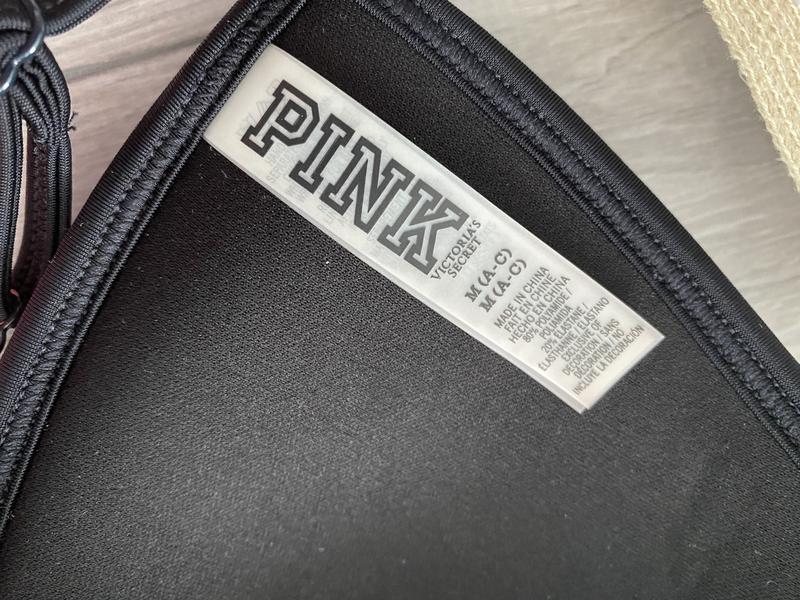 PINK
VICTORIA'S
SECRET
M (A-C)
M (A-C)
MADE IN CHINA
FAIT EN CHINE
HECHO EN CHINA
80% POLYAMIDE /
POLIAMIDA
20% ELASTANE /
ÉLASTHANNE / ELASTANO
EXCLUSIVE OF
DECORATION / SANS
DÉCORATION / NO
INCLUYE LA DECORACIÓN